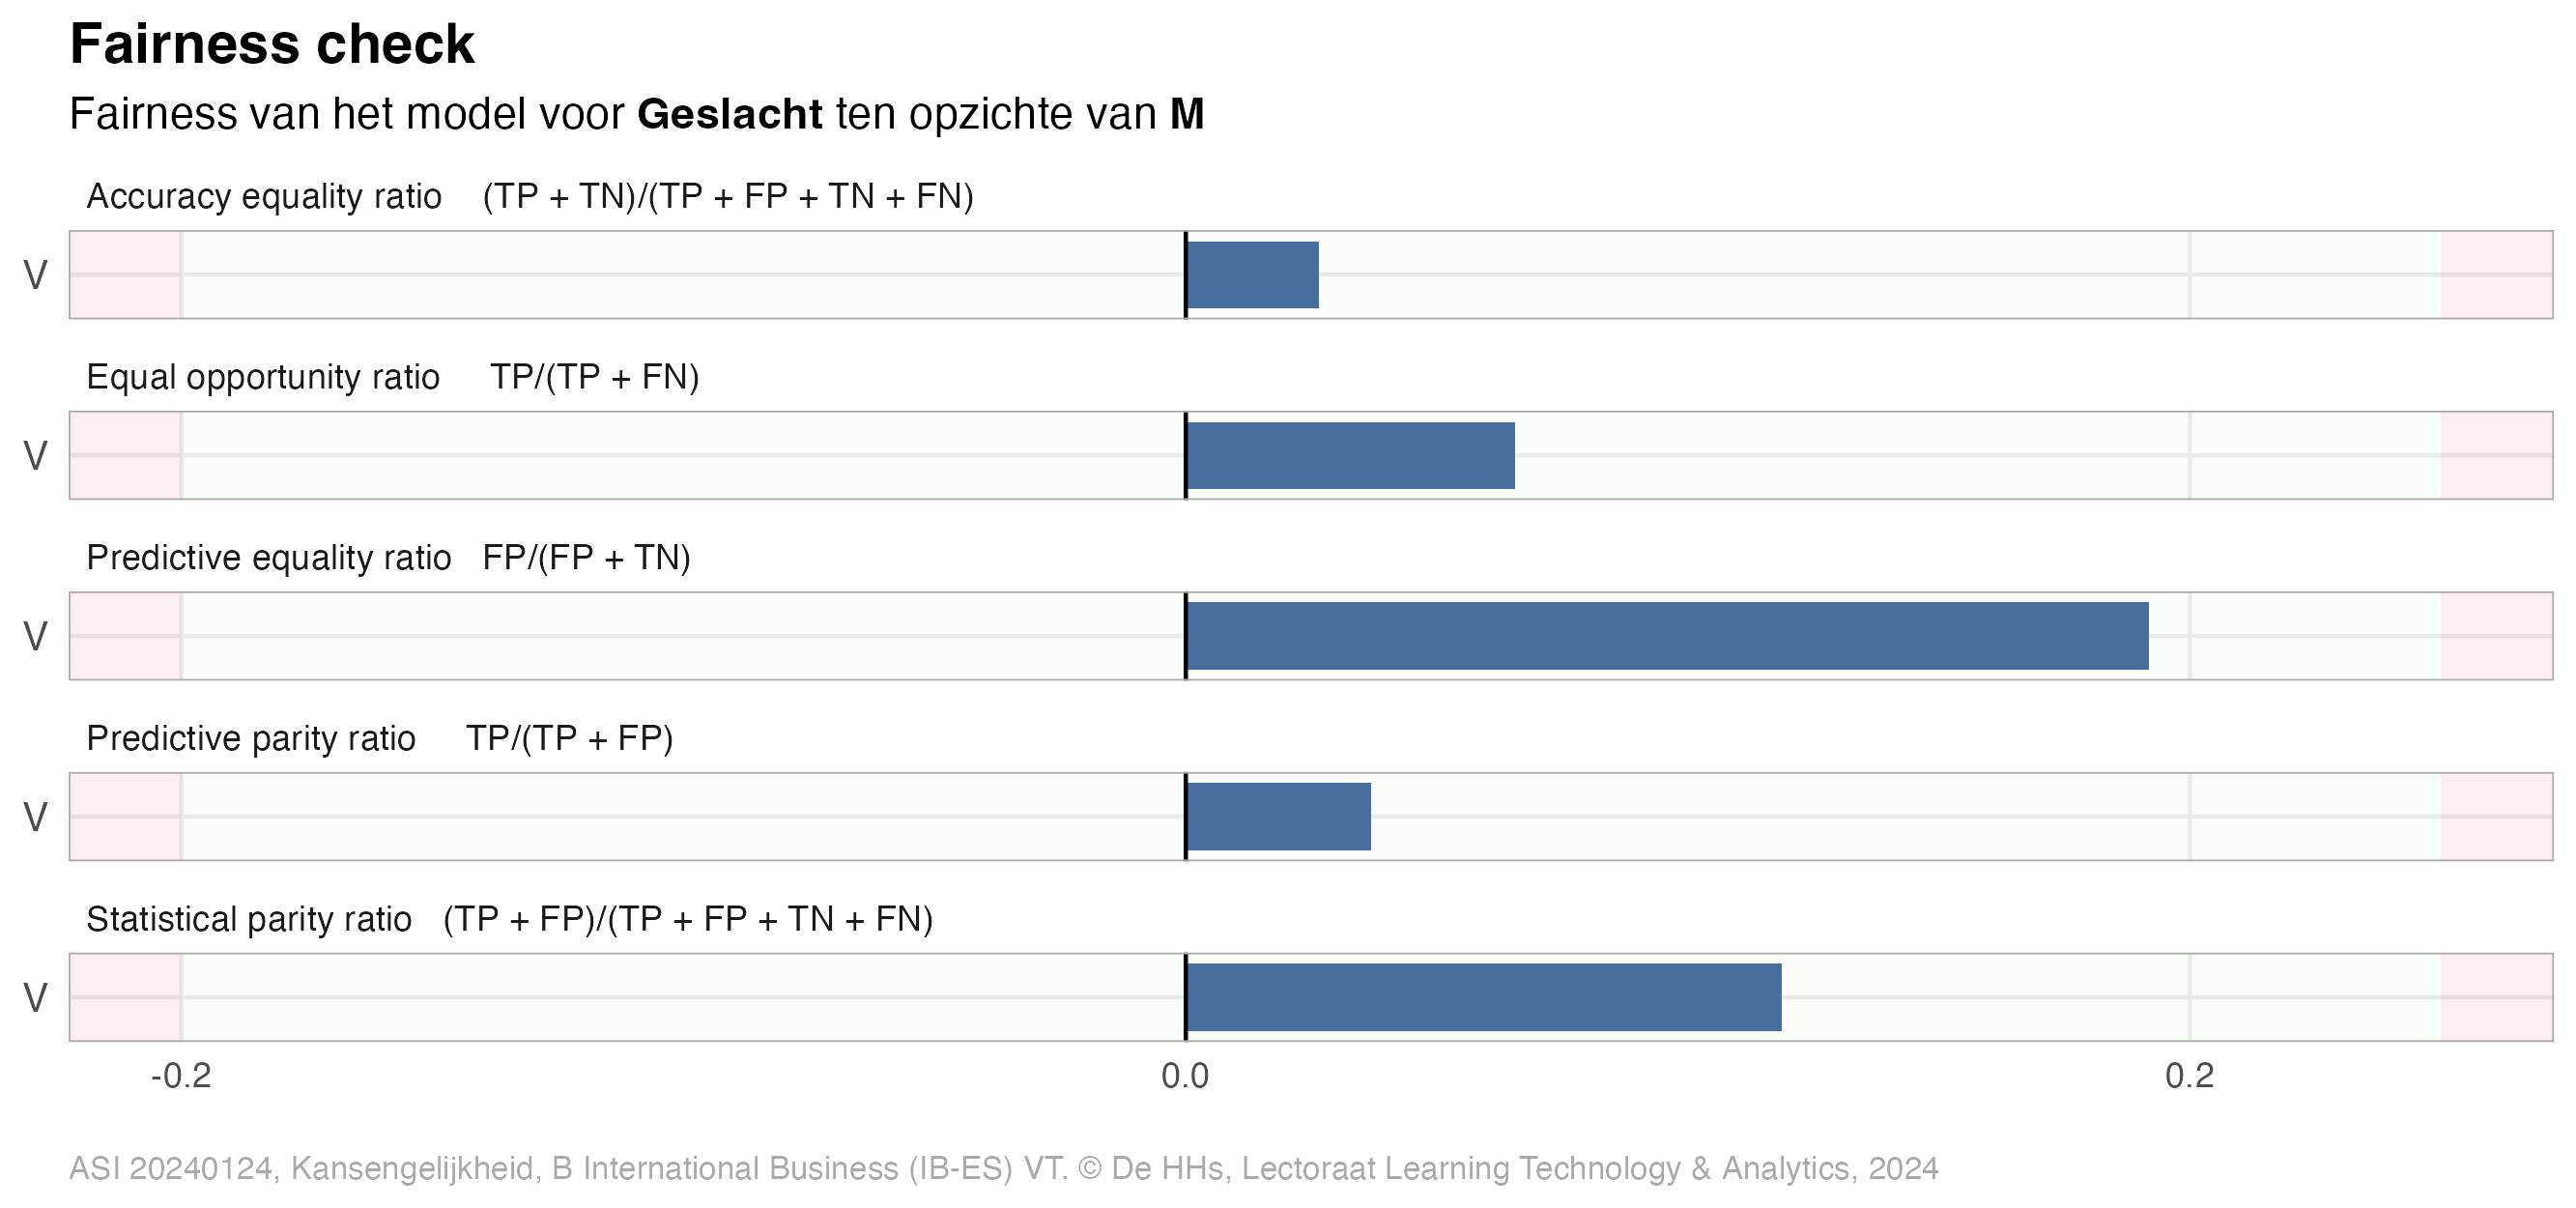 Fairness check
Fairness van het model voor Geslacht ten opzichte van M
Accuracy equality ratio (TP + TN)/(TP + FP + TN + FN)
V
Equal opportunity ratio TP/(TP + FN)
V
Predictive equality ratio FP/(FP + TN)
V
Predictive parity ratio TP/(TP + FP)
V
Statistical parity ratio (TP + FP)/(TP + FP + TN + FN)
V
-0.2 0.0 0.2
ASI 20240124, Kansengelijkheid, B International Business (IB-ES) VT. © De HHs, Lectoraat Learning Technology & Analytics, 2024